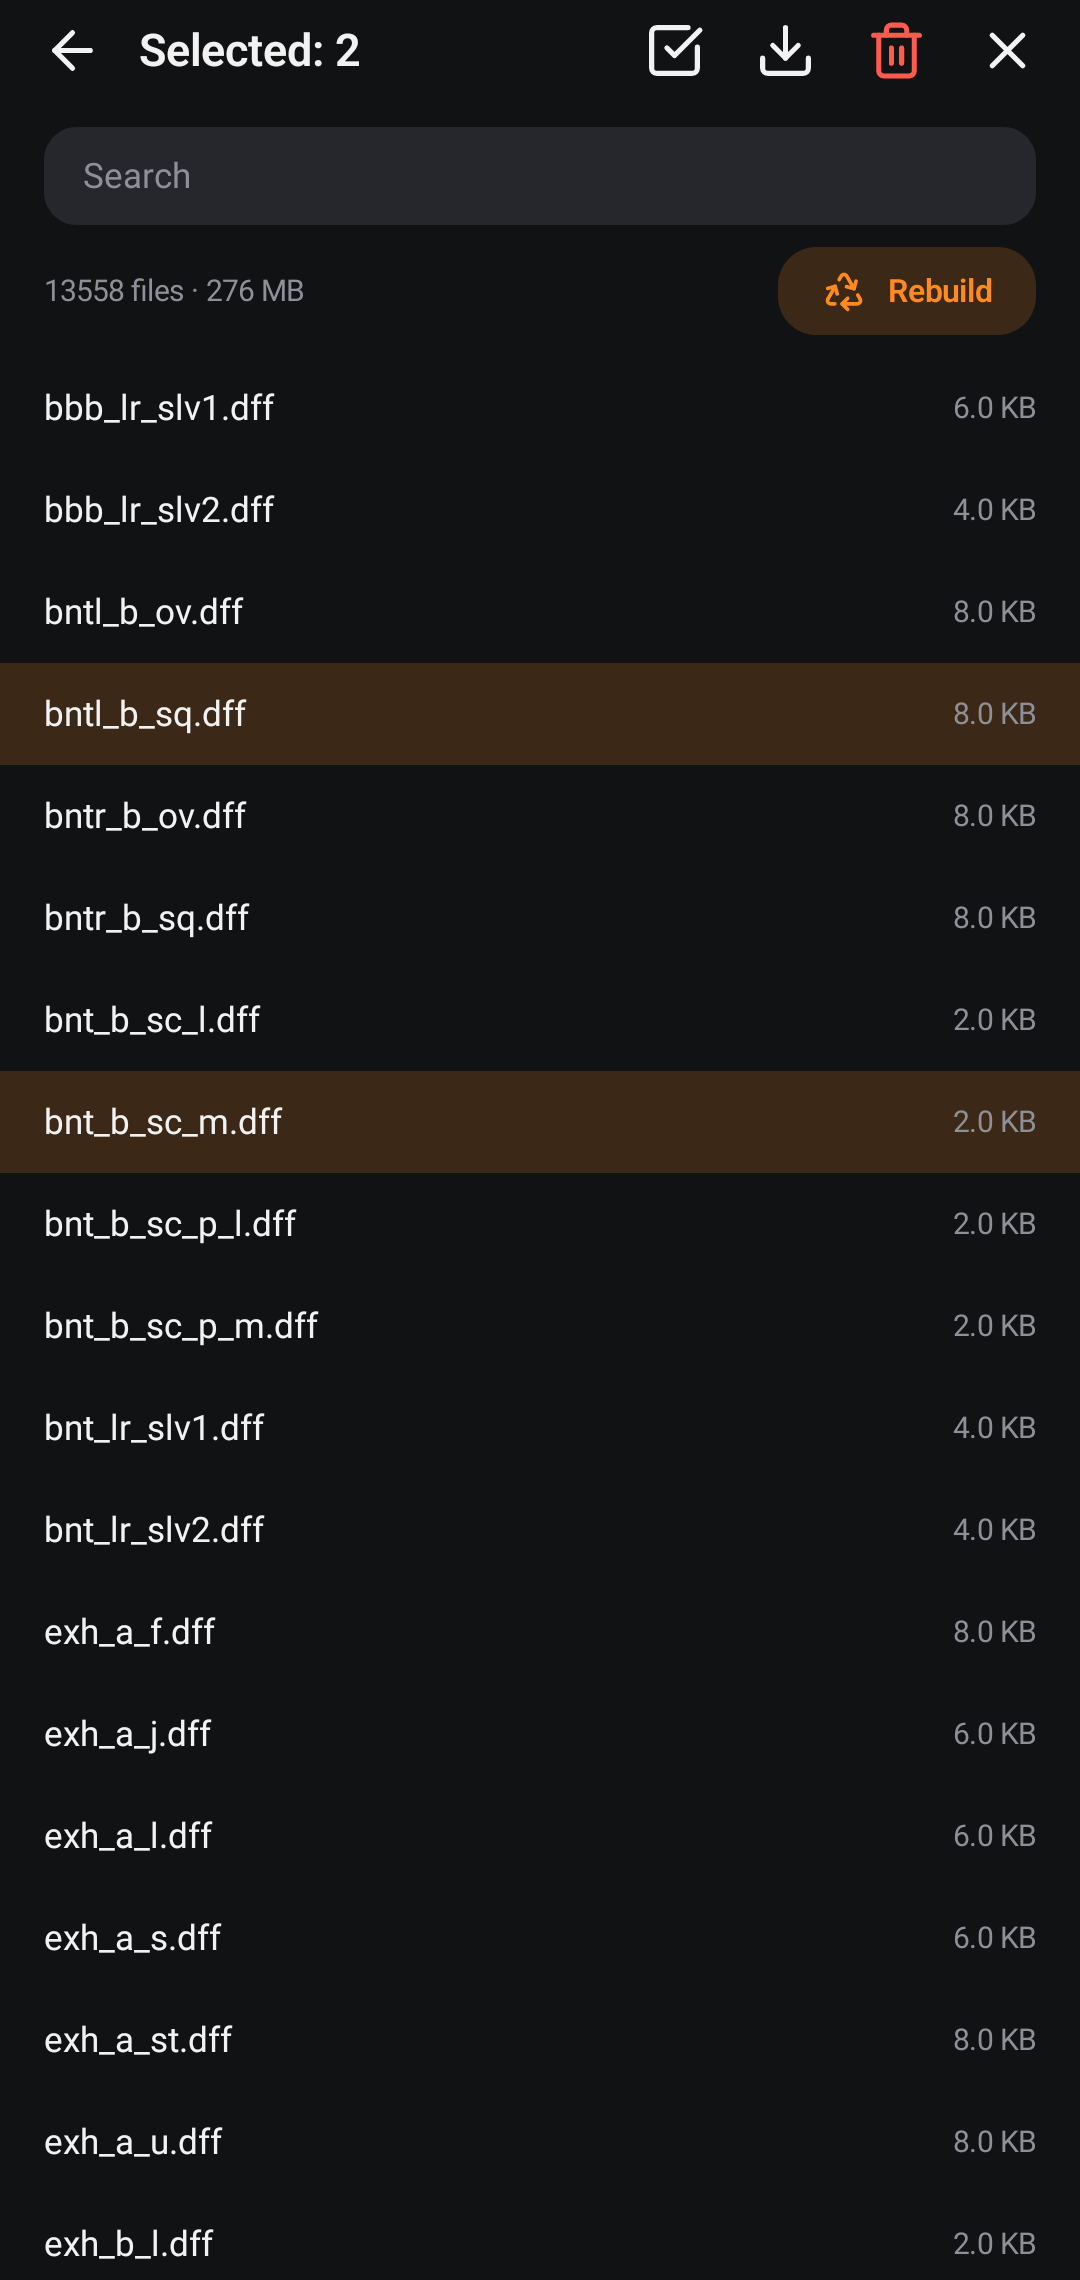 Selected: 2
Search
13558 files · 276 MB
Rebuild
bbb_lr_slv1.dff 6.0 KB
bbb_lr_slv2.dff 4.0 KB
bntl_b_ov.dff 8.0 KB
bntl_b_sq.dff 8.0 KB
bntr_b_ov.dff 8.0 KB
bntr_b_sq.dff 8.0 KB
bnt_b_sc_l.dff 2.0 KB
bnt_b_sc_m.dff 2.0 KB
bnt_b_sc_p_l.dff 2.0 KB
bnt_b_sc_p_m.dff 2.0 KB
bnt_lr_slv1.dff 4.0 KB
bnt_lr_slv2.dff 4.0 KB
exh_a_f.dff 8.0 KB
exh_a_j.dff 6.0 KB
exh_a_l.dff 6.0 KB
exh_a_s.dff 6.0 KB
exh_a_st.dff 8.0 KB
exh_a_u.dff 8.0 KB
exh_b_l.dff 2.0 KB